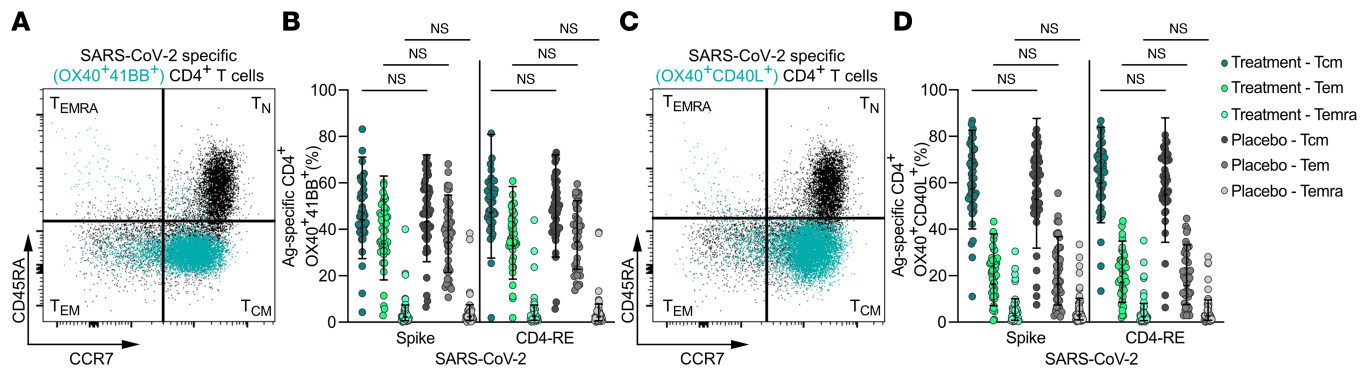 A
SARS-CoV-2 specific
(OX40+41BB+) CD4+ T cells
TEMRA
TN
TEM
TCM
CD45RA
CCR7
B
NS
NS
NS
NS
NS
NS
Ag-specific CD4+
OX40+41BB+(%)
100
80
60
40
20
0
Spike
CD4-RE
SARS-CoV-2
C
SARS-CoV-2 specific
(OX40+CD40L+) CD4+ T cells
TEMRA
TN
TEM
TCM
CD45RA
CCR7
D
NS
NS
NS
NS
NS
NS
Ag-specific CD4+
OX40+CD40L+(%)
100
80
60
40
20
0
Spike
CD4-RE
SARS-CoV-2
Treatment - Tcm
Treatment - Tem
Treatment - Temra
Placebo - Tcm
Placebo - Tem
Placebo - Temra